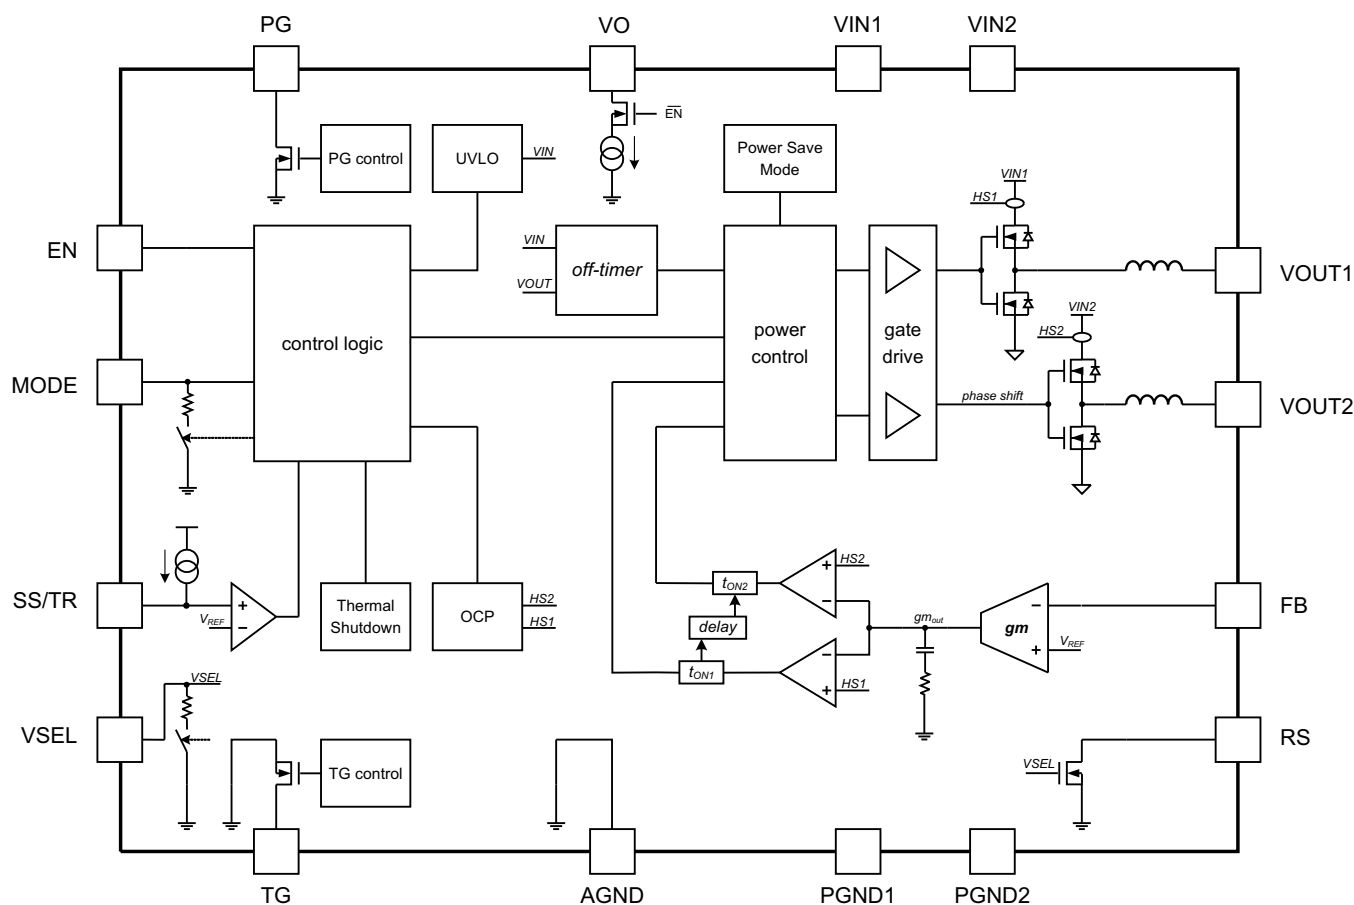 PG
VO
VIN1
VIN2
EN
PG control
UVLO
VIN
Power Save
Mode
VIN1
HS1
EN
VIN
VOUT
off-timer
control logic
power
control
gate
drive
VOUT1
VIN2
HS2
MODE
phase shift
VOUT2
SS/TR
+
VREF
−
Thermal
Shutdown
OCP
HS2
HS1
tON2
delay
tON1
+
HS2
−
−
+
HS1
gmout
gm
−
+
VREF
FB
VSEL
VSEL
TG control
VSEL
RS
TG
AGND
PGND1
PGND2